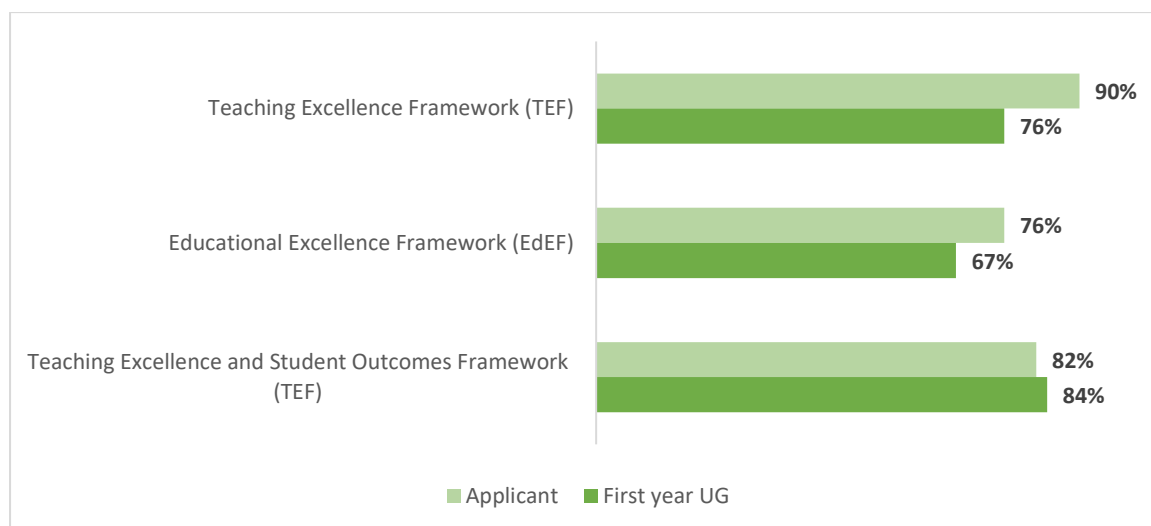 Teaching Excellence Framework (TEF)
90%
76%
Educational Excellence Framework (EdEF)
76%
67%
Teaching Excellence and Student Outcomes Framework
(TEF)
82%
84%
Applicant First year UG